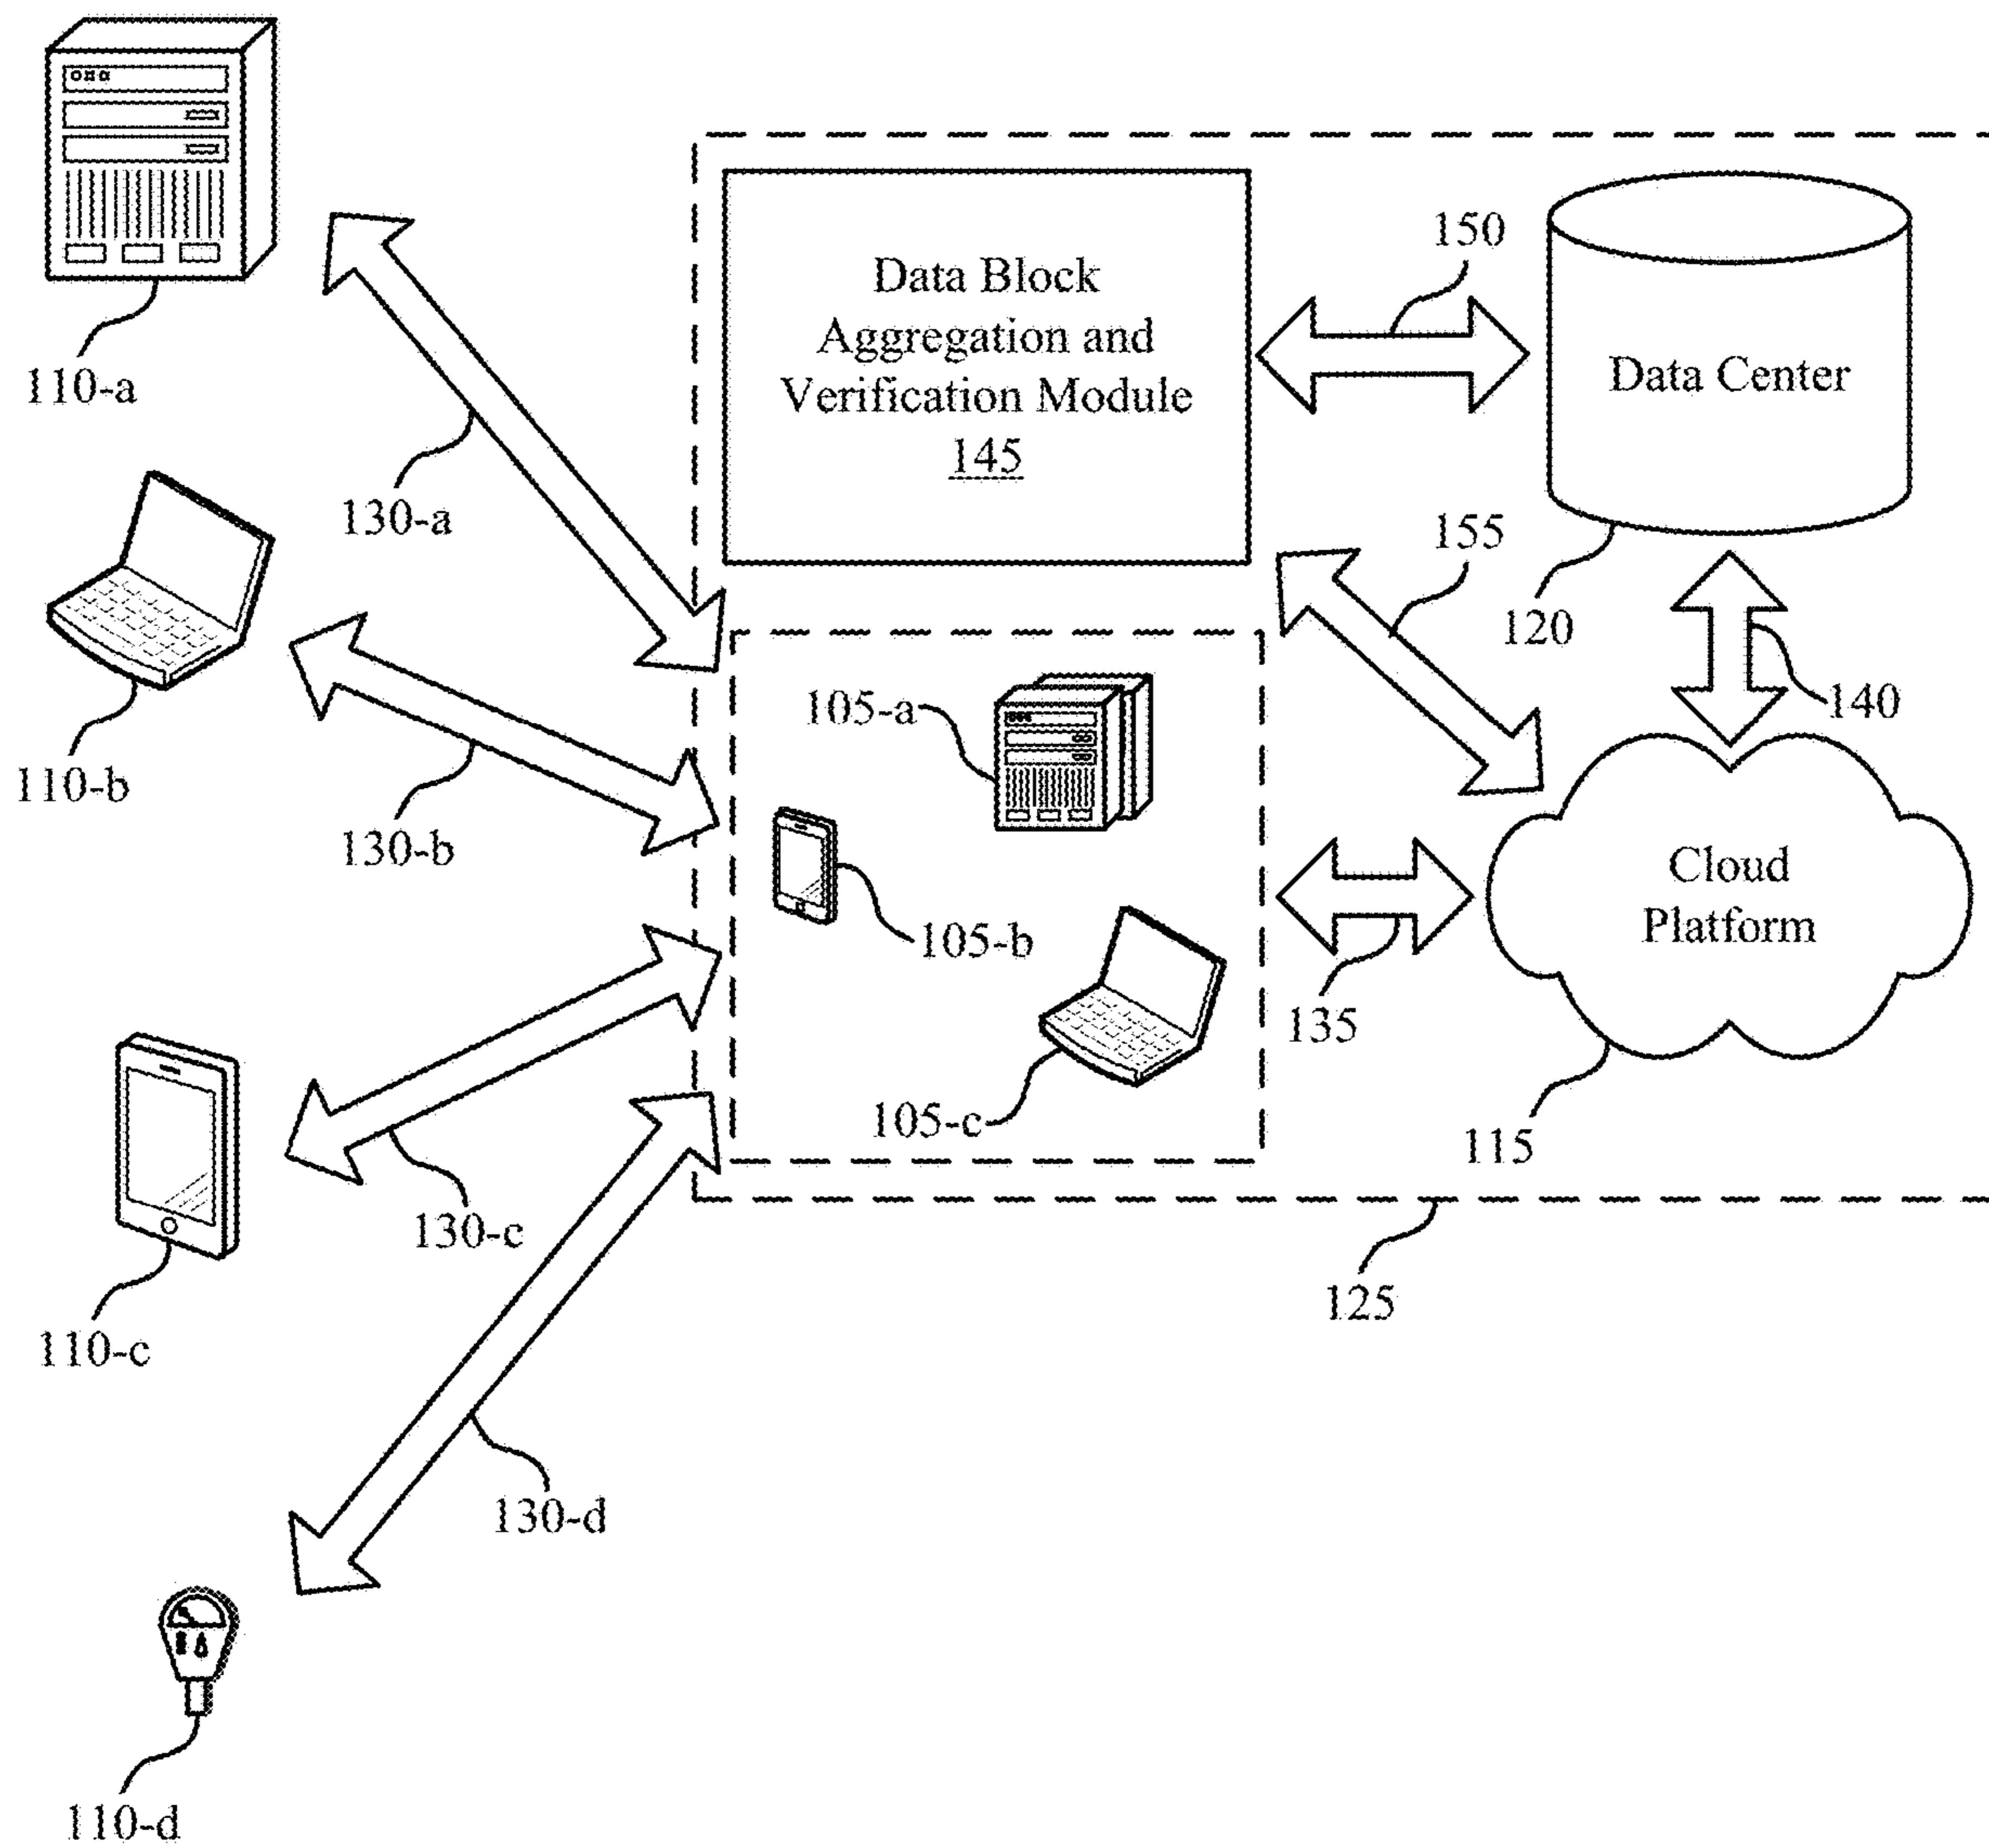 110-a
130-a
110-b
130-b
110-c
130-c
110-d
130-d
Data Block
Aggregation and
Verification Module
145
150
Data Center
155
120
140
105-a
105-b
105-c
Cloud
Platform
135
115
125